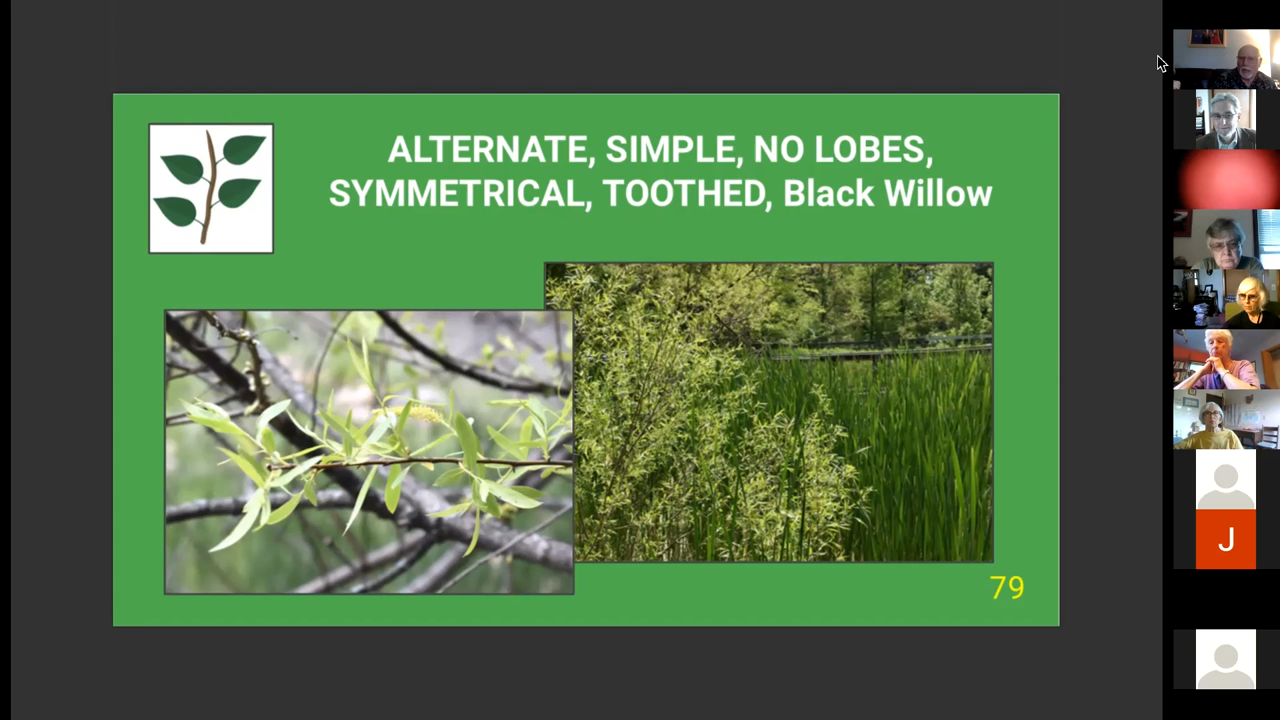 ALTERNATE, SIMPLE, NO LOBES,
SYMMETRICAL, TOOTHED, Black Willow
79
J